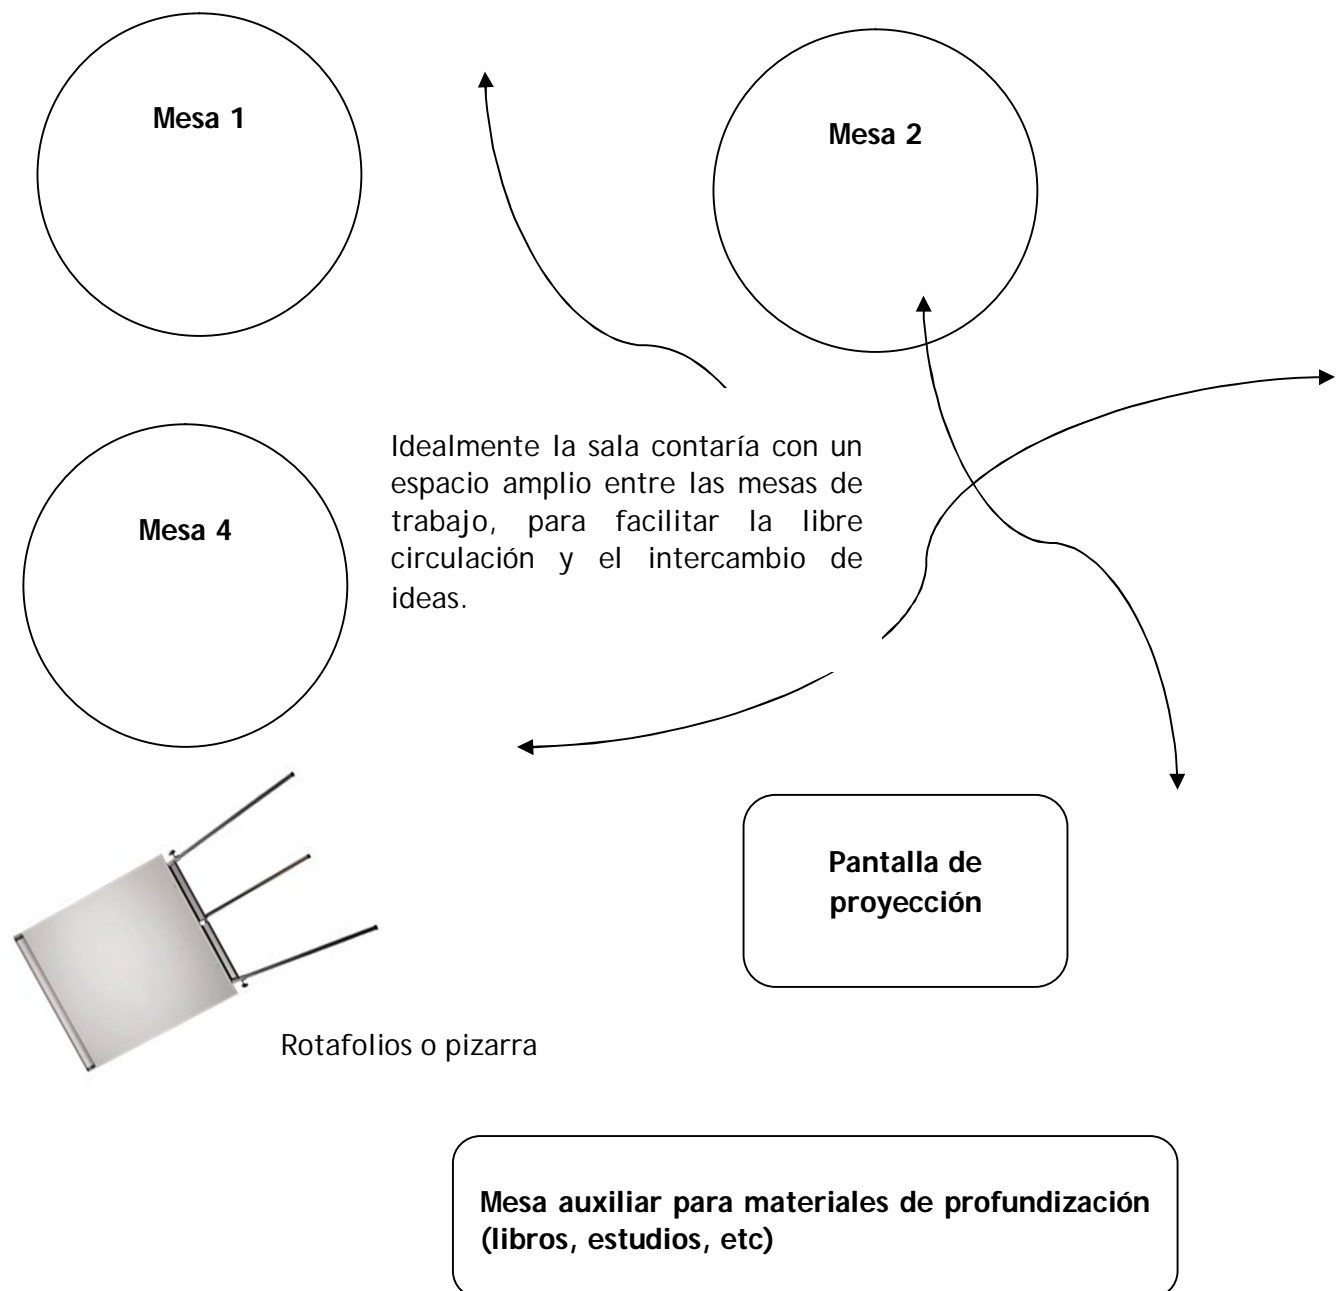 Mesa 1
Mesa 2
Idealmente la sala contaría con un
espacio amplio entre las mesas de
trabajo, para facilitar la libre
circulación y el intercambio de
ideas.
Mesa 4
Pantalla de
proyección
Rotafolios o pizarra
Mesa auxiliar para materiales de profundización
(libros, estudios, etc)